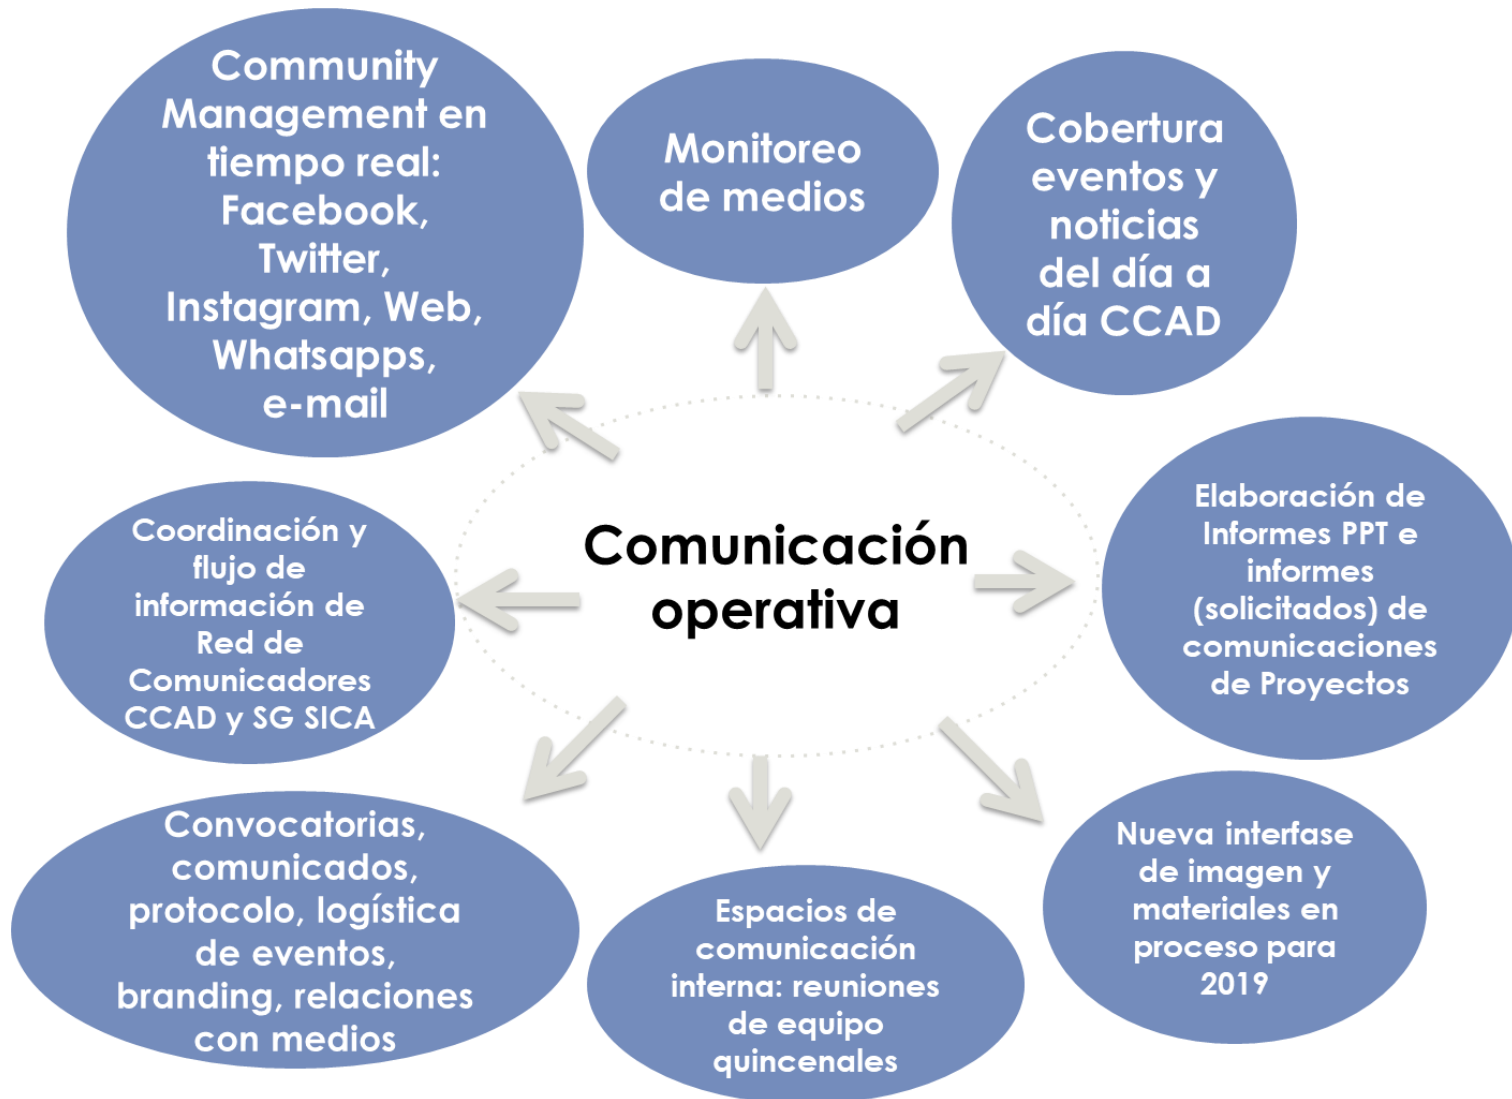 Community
Management en
tiempo real:
Facebook,
Twitter,
Instagram, Web,
Whatsapps,
e-mail
Monitoreo
de medios
Cobertura
eventos y
noticias
del día a
día CCAD
Elaboración de
Informes PPT e
informes
(solicitados) de
comunicaciones
de Proyectos
Comunicación
operativa
Coordinación y
flujo de
información de
Red de
Comunicadores
CCAD y SG SICA
Convocatorias,
comunicados,
protocolo, logística
de eventos,
branding, relaciones
con medios
Espacios de
comunicación
interna: reuniones
de equipo
quincenales
Nueva interfase
de imagen y
materiales en
proceso para
2019